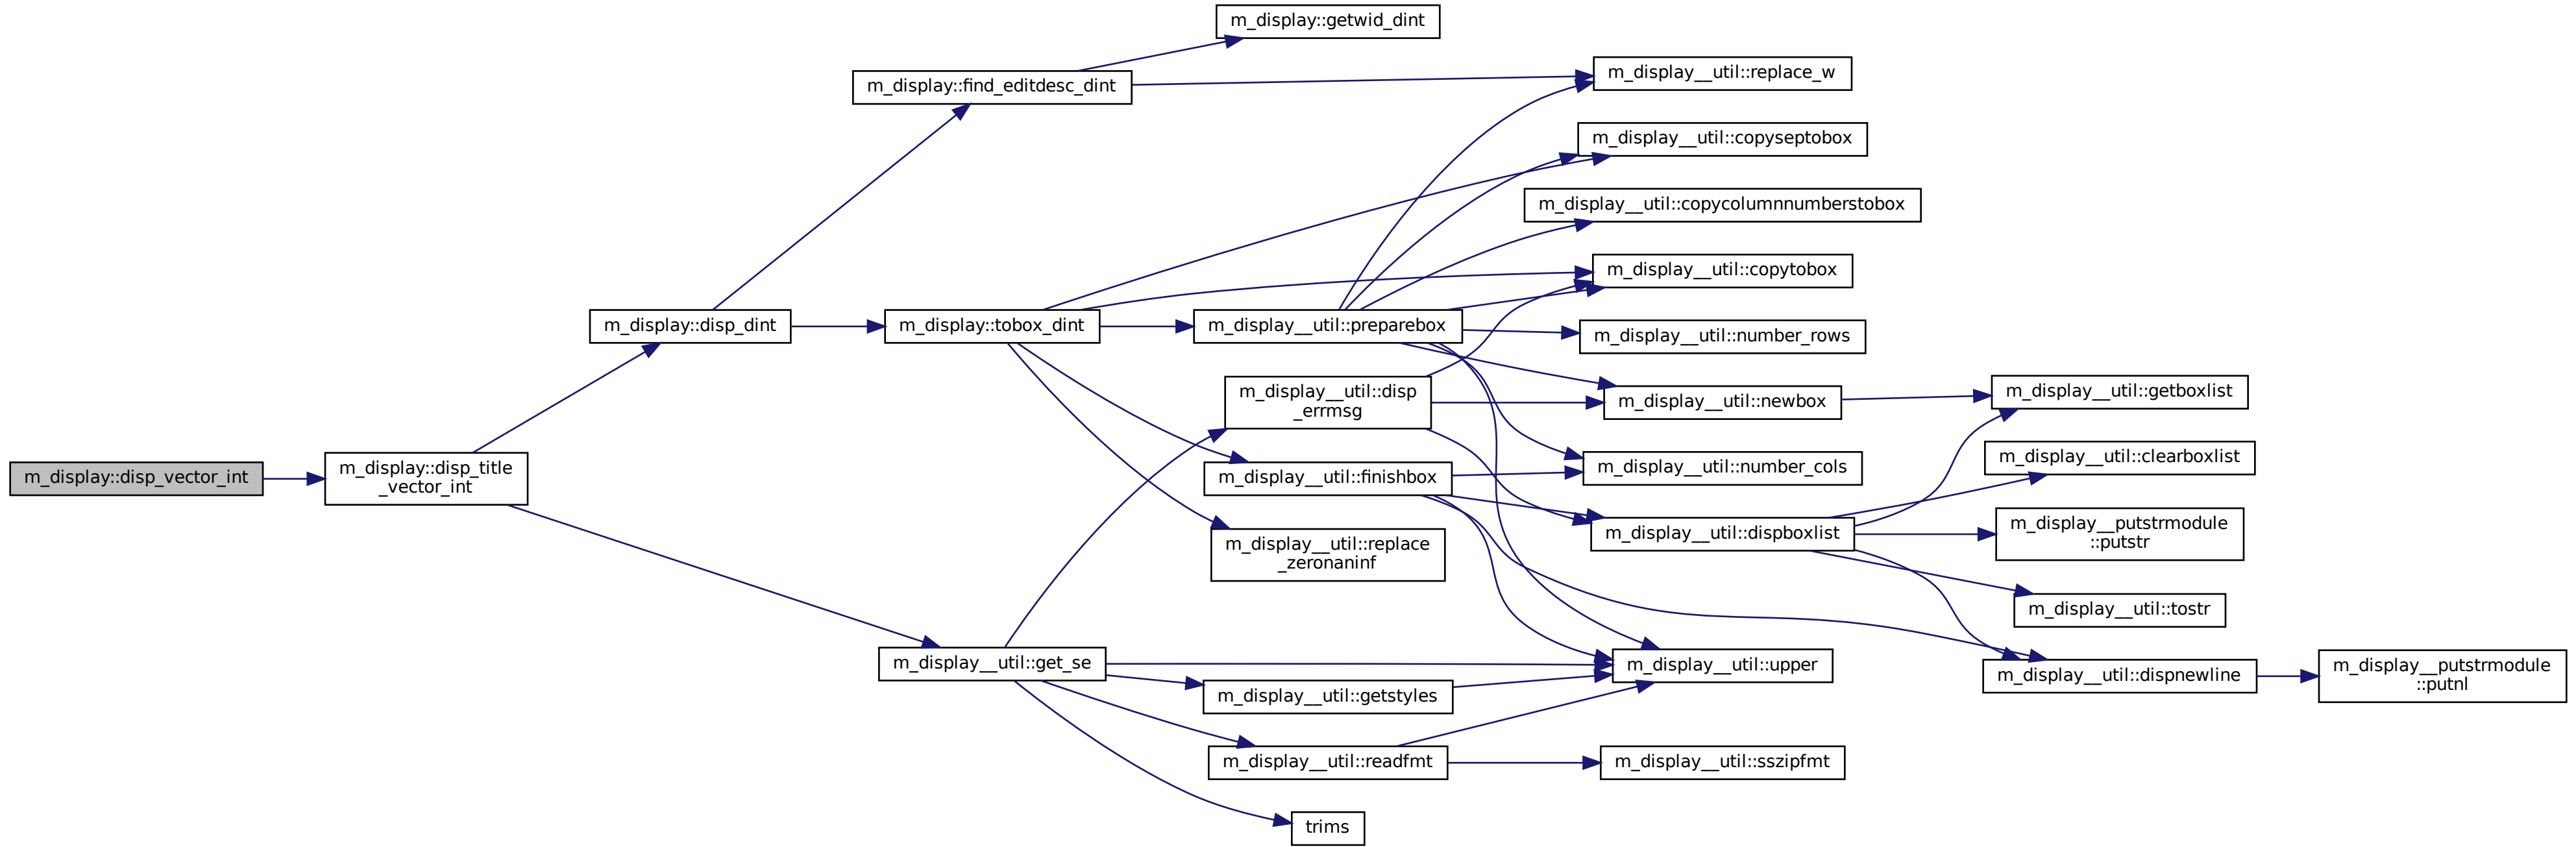 m_display::disp_vector_int
m_display::disp_title
_vector_int
m_display::disp_dint
m_display__util::get_se
m_display::find_editdesc_dint
m_display::tobox_dint
m_display::getwid_dint
m_display__util::preparebox
m_display__util::disp
_errmsg
m_display__util::finishbox
m_display__util::replace
_zeronaninf
m_display__util::getstyles
m_display__util::readfmt
trims
m_display__util::replace_w
m_display__util::copyseptobox
m_display__util::copycolumnnumberstobox
m_display__util::copytobox
m_display__util::number_rows
m_display__util::newbox
m_display__util::number_cols
m_display__util::dispboxlist
m_display__util::upper
m_display__util::sszipfmt
m_display__util::getboxlist
m_display__util::clearboxlist
m_display__putstrmodule
::putstr
m_display__util::tostr
m_display__util::dispnewline
m_display__putstrmodule
::putnl